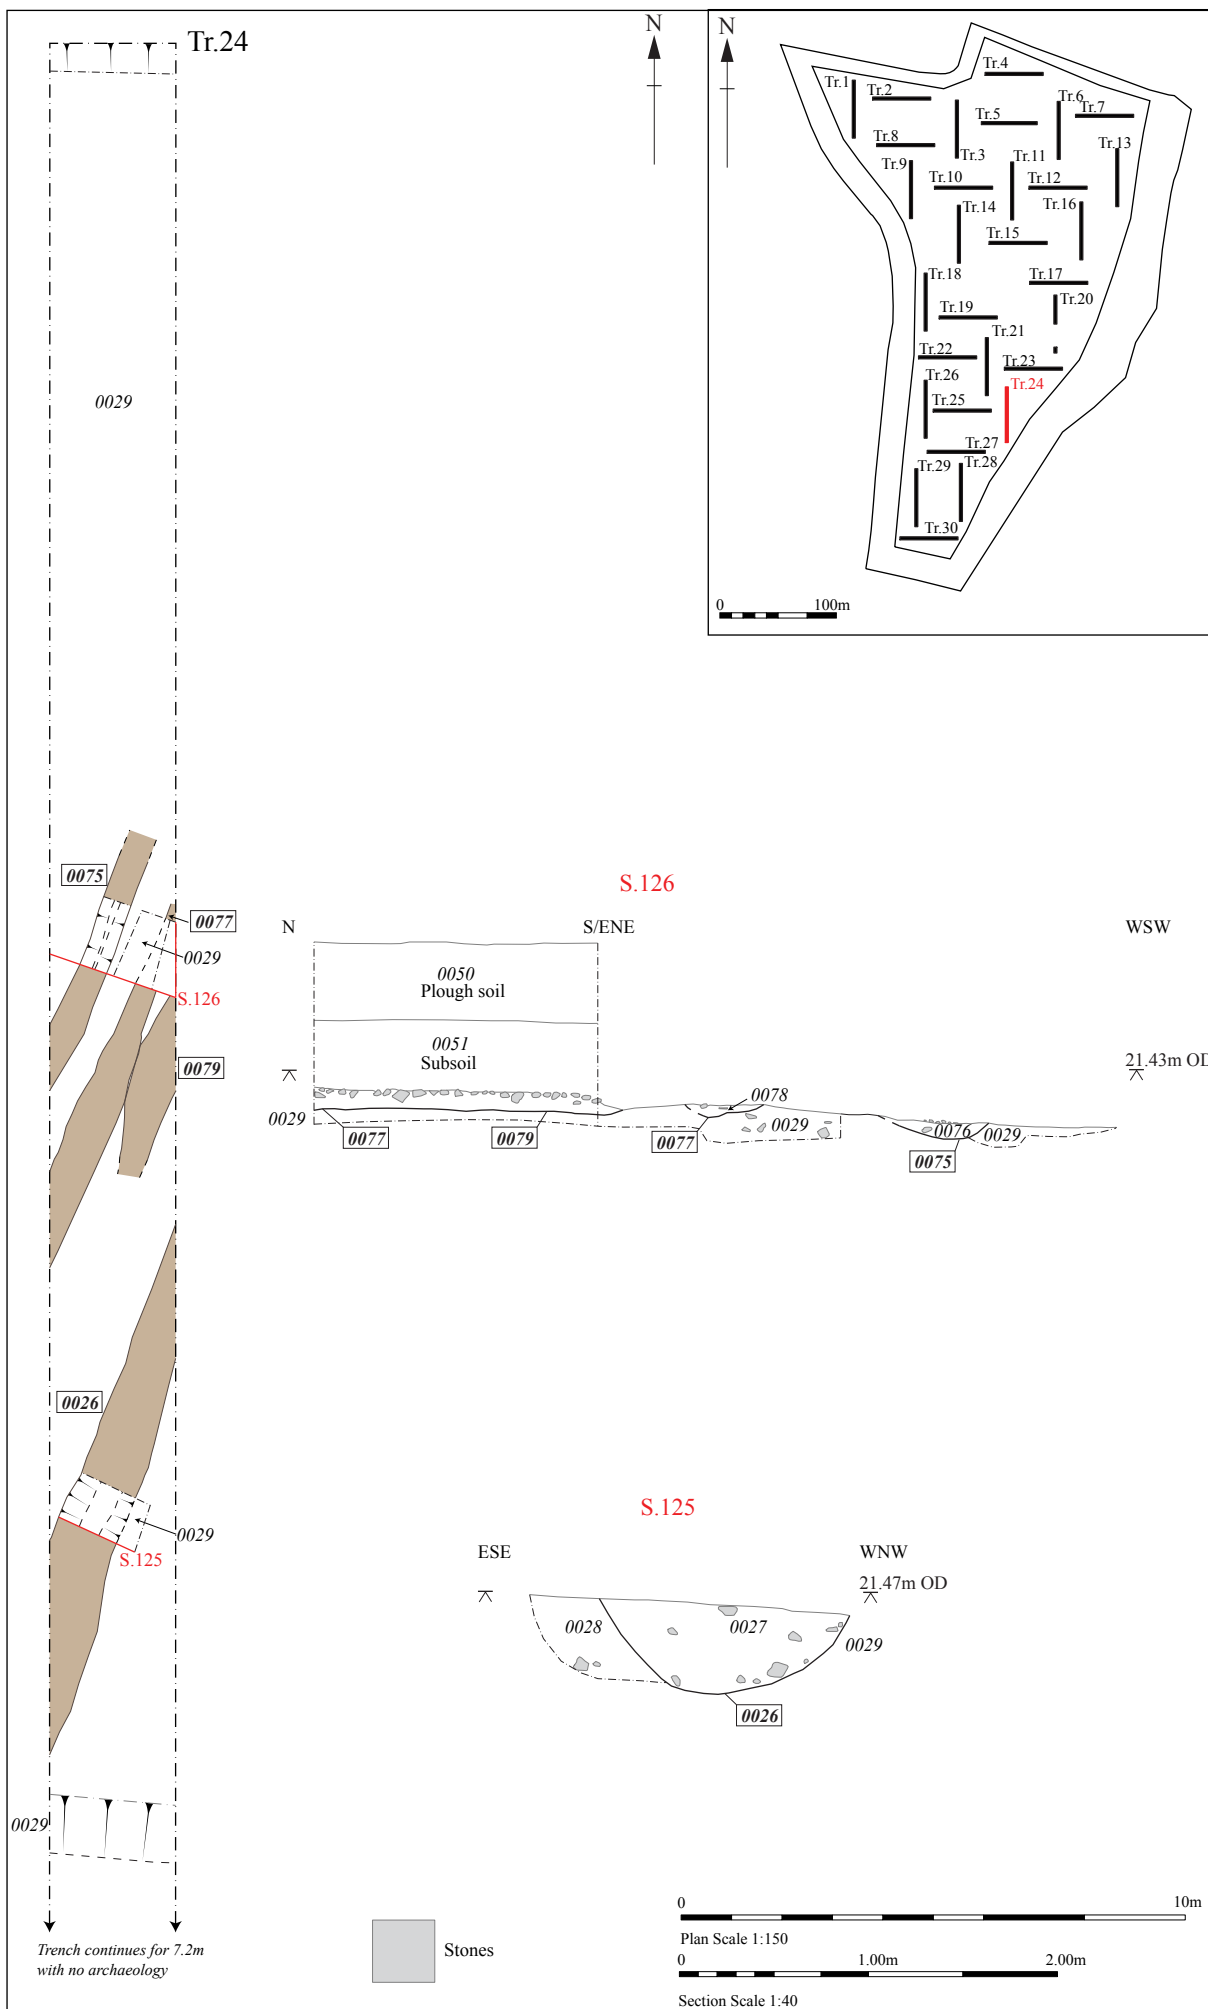 Tr.24
N
N
Tr.4
Tr.1
Tr.2
Tr.6
Tr.7
Tr.5
Tr.8
Tr.3
Tr.11
Tr.13
Tr.9
Tr.10
Tr.12
Tr.14
Tr.16
Tr.15
Tr.18
Tr.17
Tr.20
Tr.19
Tr.21
Tr.22
Tr.23
Tr.26
Tr.24
Tr.25
Tr.27
Tr.29
Tr.28
Tr.30
0
100m
0029
0075
0077
0029
S.126
0079
S.126
N
S/ENE
WSW
0050
Plough soil
0051
Subsoil
21.43m OD
0078
0029
0077
0079
0077
0029
0076
0029
0075
0026
0029
S.125
S.125
ESE
WNW
21.47m OD
0028
0027
0029
0026
0029
Trench continues for 7.2m
with no archaeology
Stones
0
10m
Plan Scale 1:150
0
1.00m
2.00m
Section Scale 1:40